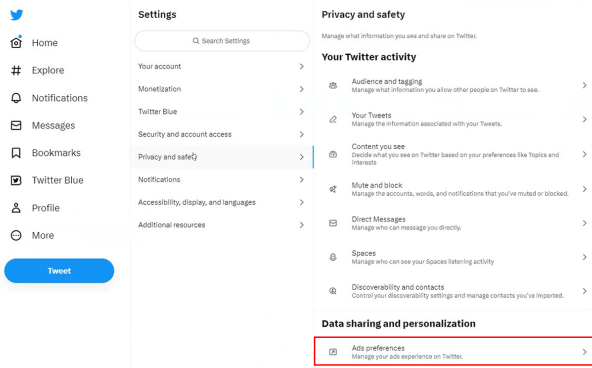 Home
Explore
Notifications
Messages
Bookmarks
Twitter Blue
Profile
More
Tweet
Settings
Search Settings
Your account
Monetization
Twitter Blue
Security and account access
Privacy and safety
Notifications
Accessibility, display, and languages
Additional resources
Privacy and safety
Manage what information you see and share on Twitter.
Your Twitter activity
Audience and tagging
Manage what information you allow other people on Twitter to see.
Your Tweets
Manage the information associated with your Tweets.
Content you see
Decide what you see on Twitter based on your preferences like Topics and
interests
Mute and block
Manage the accounts, words, and notifications that you've muted or blocked.
Direct Messages
Manage who can message you directly.
Spaces
Manage who can see your Spaces listening activity
Discoverability and contacts
Control your discoverability settings and manage contacts you've imported.
Data sharing and personalization
Ads preferences
Manage your ads experience on Twitter.